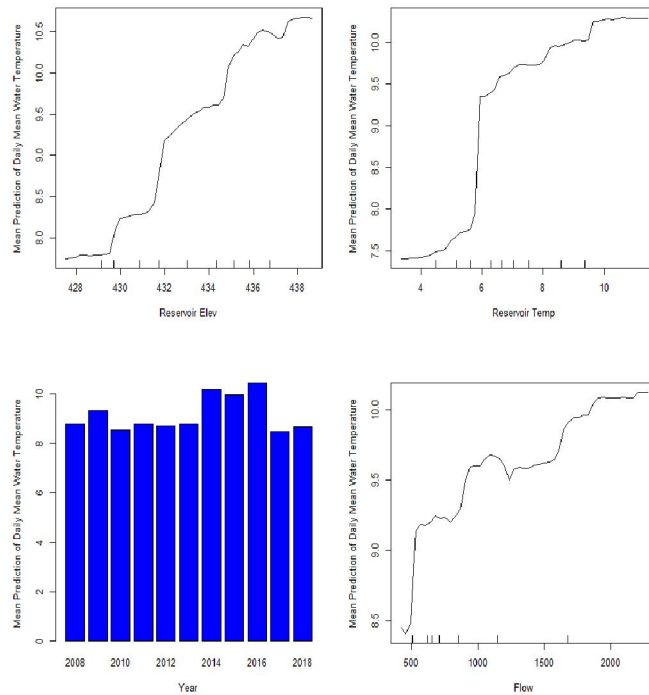 Mean Prediction of Daily Mean Water Temperature
10.5
10.0
9.5
9.0
8.5
8.0
428 430 432 434 436 438
Reservoir Elev
Mean Prediction of Daily Mean Water Temperature
10.0
9.5
9.0
8.5
8.0
7.5
4 6 8 10
Reservoir Temp
Mean Prediction of Daily Mean Water Temperature
10
8
6
4
2
0
2008 2010 2012 2014 2016 2018
Year
Mean Prediction of Daily Mean Water Temperature
10.0
9.5
9.0
8.5
500 1000 1500 2000
Flow